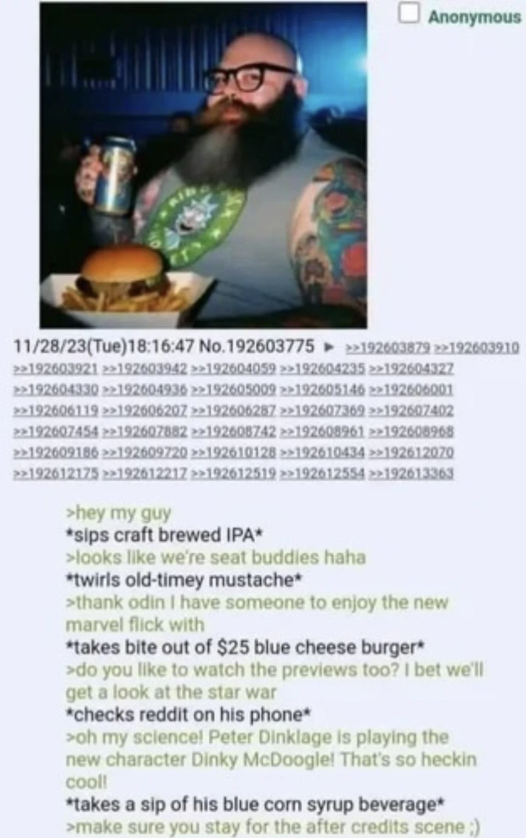 Anonymous
11/28/23(Tue)18:16:47 No.192603775 ▶ >>192603879 >>192603910
>>192603921 >>192603942 >>192604059 >>192604235 >>192604327
>>192604330 >>192604936 >>192605009 >>192605146 >>192606001
>>192606119 >>192606207 >>192606287 >>192607369 >>192607402
>>192607454 >>192607882 >>192608742 >>192608961 >>192608968
>>192609186 >>192609720 >>192610128 >>192610434 >>192612070
>>192612175 >>192612217 >>192612519 >>192612554 >>192613363
>hey my guy
*sips craft brewed IPA*
>looks like we're seat buddies haha
*twirls old-timey mustache*
>thank odin I have someone to enjoy the new
marvel flick with
*takes bite out of $25 blue cheese burger*
>do you like to watch the previews too? I bet we'll
get a look at the star war
*checks reddit on his phone*
>oh my science! Peter Dinklage is playing the
new character Dinky McDoogle! That's so heckin
cool!
*takes a sip of his blue corn syrup beverage*
>make sure you stay for the after credits scene ;)